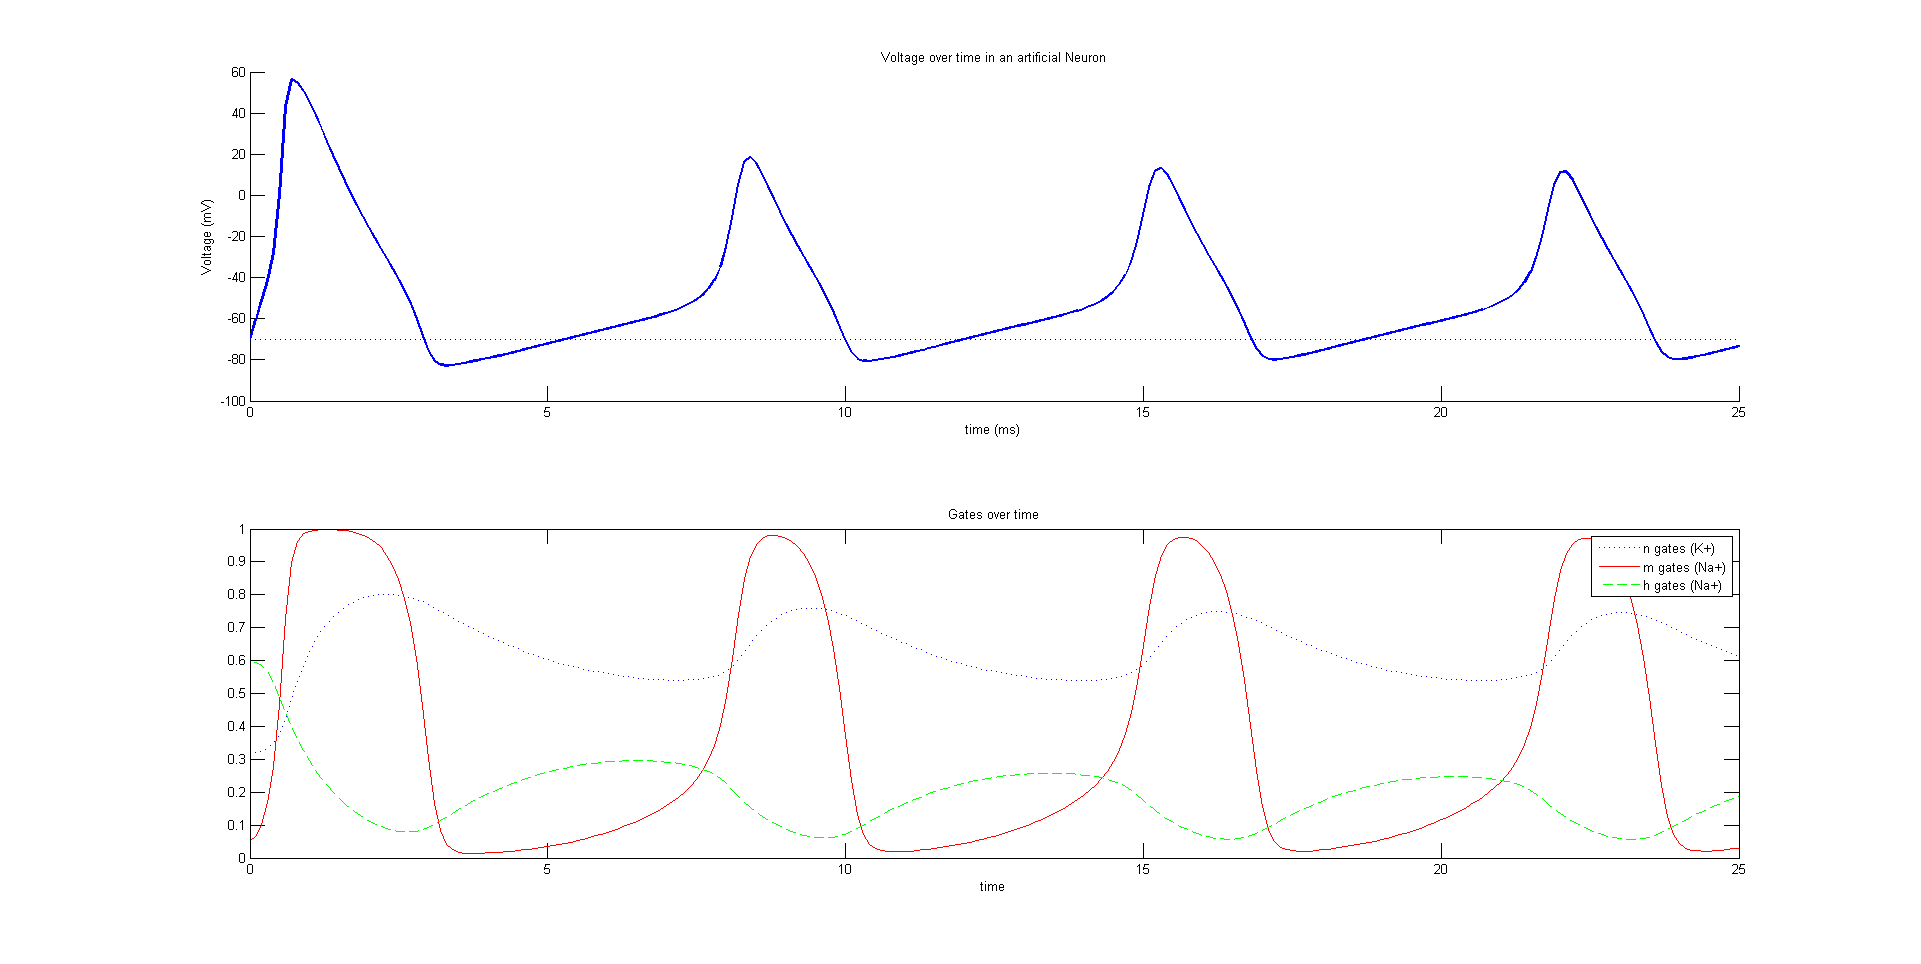 Voltage over time in an artificial Neuron
60
40
20
0
-20
-40
-60
-80
-100
Voltage (mV)
0 5 10 15 20 25
time (ms)
Gates over time
1
0.9
0.8
0.7
0.6
0.5
0.4
0.3
0.2
0.1
0
n gates (K+)
m gates (Na+)
h gates (Na+)
0 5 10 15 20 25
time